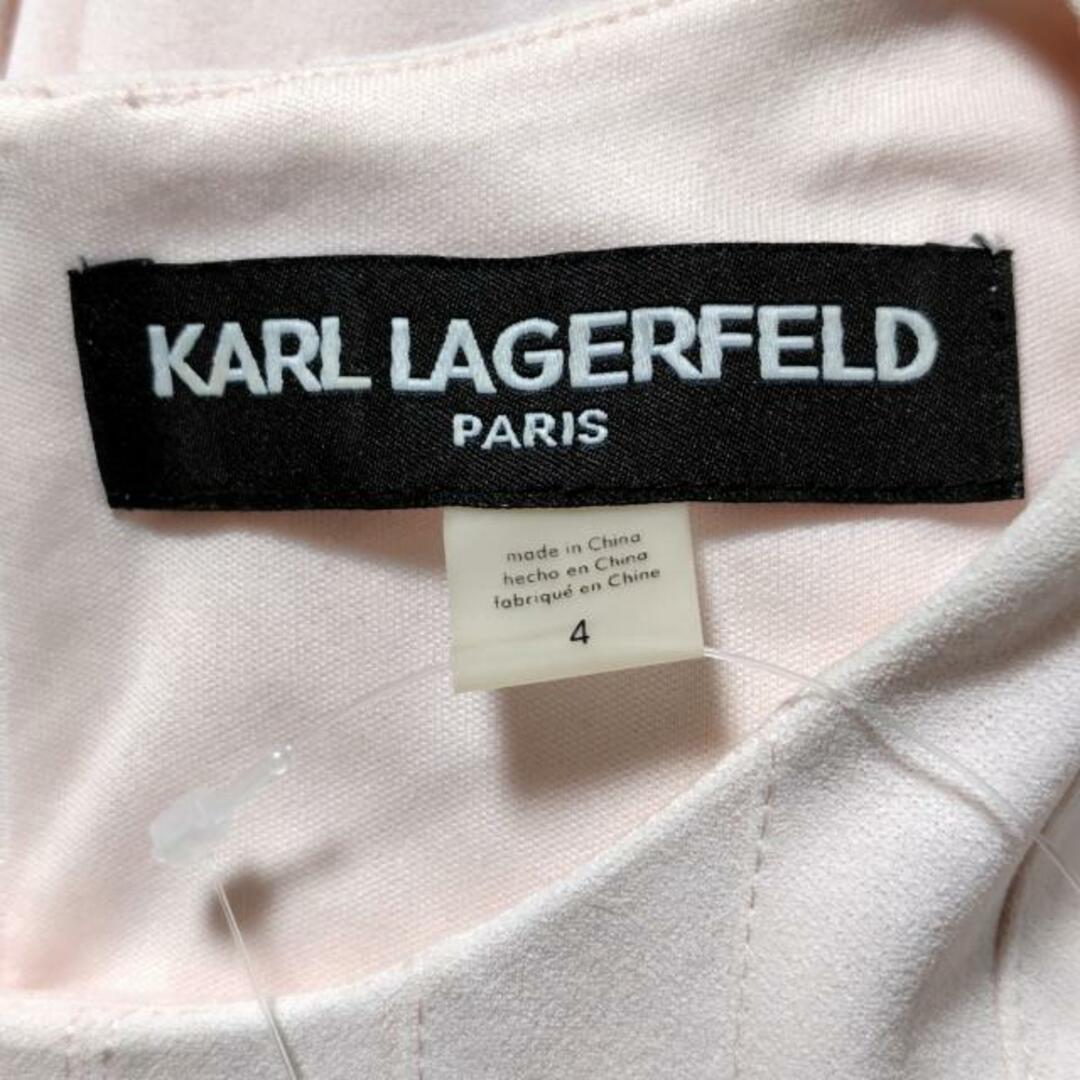 KARL LAGERFELD
PARIS
made in China
hecho en China
fabriqué en Chine
4